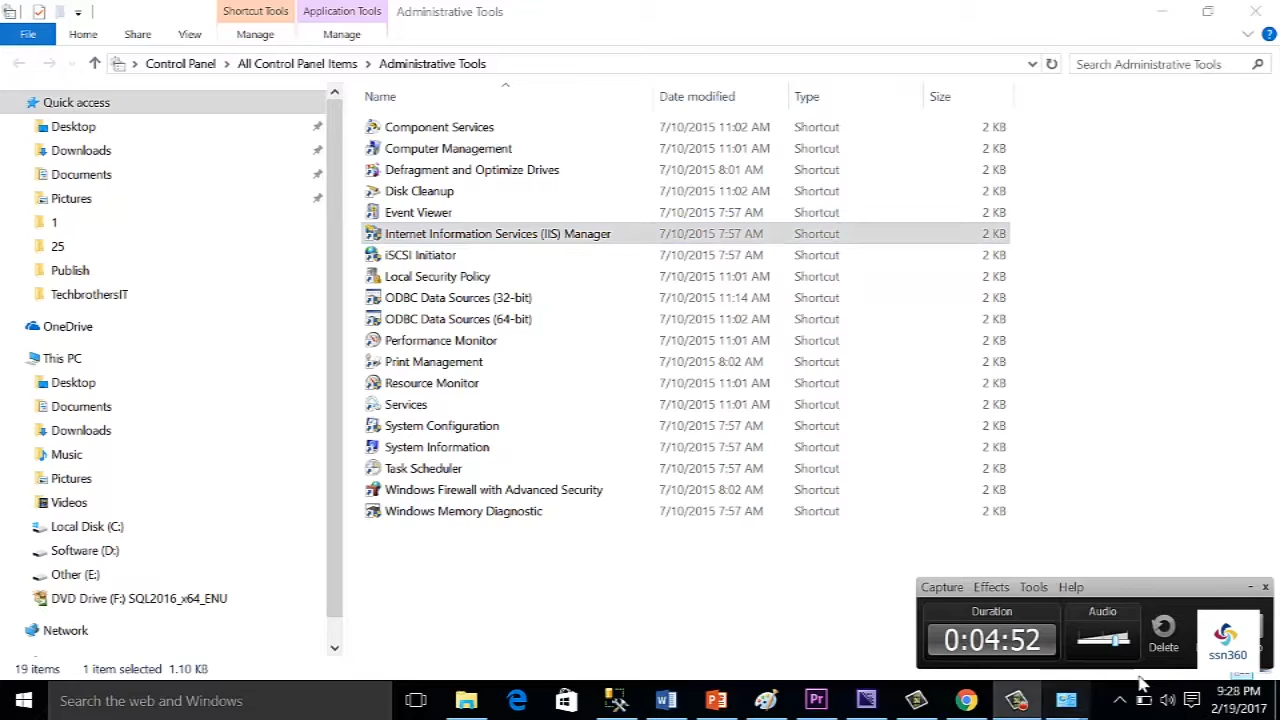 Shortcut Tools
Application Tools
Administrative Tools
File
Home
Share
View
Manage
Manage
Control Panel
All Control Panel Items
Administrative Tools
Search Administrative Tools
Name
Date modified
Type
Size
Quick access
Desktop
Downloads
Documents
Pictures
1
25
Publish
TechbrothersIT
OneDrive
This PC
Desktop
Documents
Downloads
Music
Pictures
Videos
Local Disk (C:)
Software (D:)
Other (E:)
DVD Drive (F:) SQL2016_x64_ENU
Network
Component Services 7/10/2015 11:02 AM Shortcut 2 KB
Computer Management 7/10/2015 11:01 AM Shortcut 2 KB
Defragment and Optimize Drives 7/10/2015 8:01 AM Shortcut 2 KB
Disk Cleanup 7/10/2015 11:02 AM Shortcut 2 KB
Event Viewer 7/10/2015 7:57 AM Shortcut 2 KB
Internet Information Services (IIS) Manager 7/10/2015 7:57 AM Shortcut 2 KB
iSCSI Initiator 7/10/2015 7:57 AM Shortcut 2 KB
Local Security Policy 7/10/2015 11:01 AM Shortcut 2 KB
ODBC Data Sources (32-bit) 7/10/2015 11:14 AM Shortcut 2 KB
ODBC Data Sources (64-bit) 7/10/2015 11:02 AM Shortcut 2 KB
Performance Monitor 7/10/2015 11:01 AM Shortcut 2 KB
Print Management 7/10/2015 8:02 AM Shortcut 2 KB
Resource Monitor 7/10/2015 11:01 AM Shortcut 2 KB
Services 7/10/2015 11:01 AM Shortcut 2 KB
System Configuration 7/10/2015 7:57 AM Shortcut 2 KB
System Information 7/10/2015 7:57 AM Shortcut 2 KB
Task Scheduler 7/10/2015 7:57 AM Shortcut 2 KB
Windows Firewall with Advanced Security 7/10/2015 8:02 AM Shortcut 2 KB
Windows Memory Diagnostic 7/10/2015 7:57 AM Shortcut 2 KB
Capture Effects Tools Help
Duration
0:04:52
Audio
Delete
ssn360
19 items 1 item selected 1.10 KB
Search the web and Windows
Pr
9:28 PM
2/19/2017